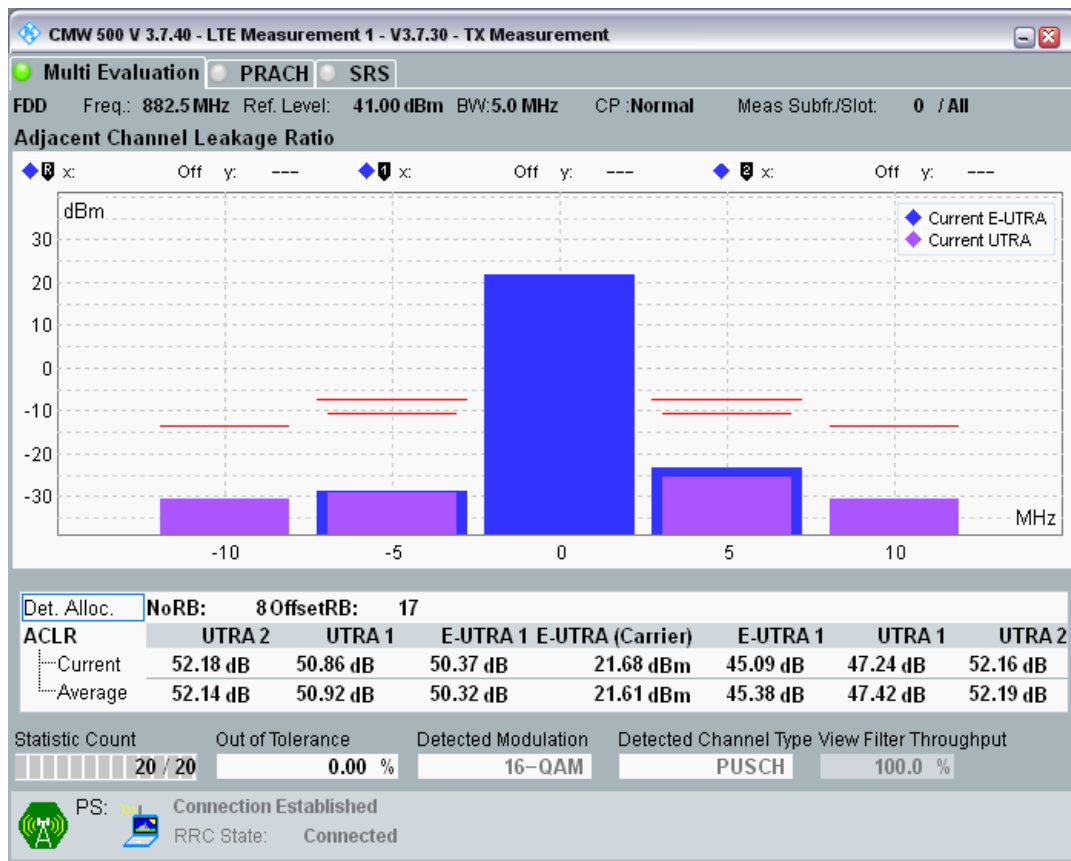 CMW 500 V 3.7.40 - LTE Measurement 1 - V3.7.30 - TX Measurement
Multi Evaluation PRACH SRS
FDD Freq.: 882.5 MHz Ref. Level: 41.00 dBm BW:5.0 MHz CP :Normal Meas Subfr./Slot: 0 / All
Adjacent Channel Leakage Ratio
R x: Off y: --- 1 x: Off y: --- 2 x: Off y: ---
dBm
Current E-UTRA
Current UTRA
30
20
10
0
-10
-20
-30
MHz
-10 -5 0 5 10
Det. Alloc. NoRB: 8 OffsetRB: 17
ACLR UTRA 2 UTRA 1 E-UTRA 1 E-UTRA (Carrier) E-UTRA 1 UTRA 1 UTRA 2
Current 52.18 dB 50.86 dB 50.37 dB 21.68 dBm 45.09 dB 47.24 dB 52.16 dB
Average 52.14 dB 50.92 dB 50.32 dB 21.61 dBm 45.38 dB 47.42 dB 52.19 dB
Statistic Count Out of Tolerance Detected Modulation Detected Channel Type View Filter Throughput
20 / 20 0.00 % 16-QAM PUSCH 100.0 %
PS: Connection Established
RRC State: Connected